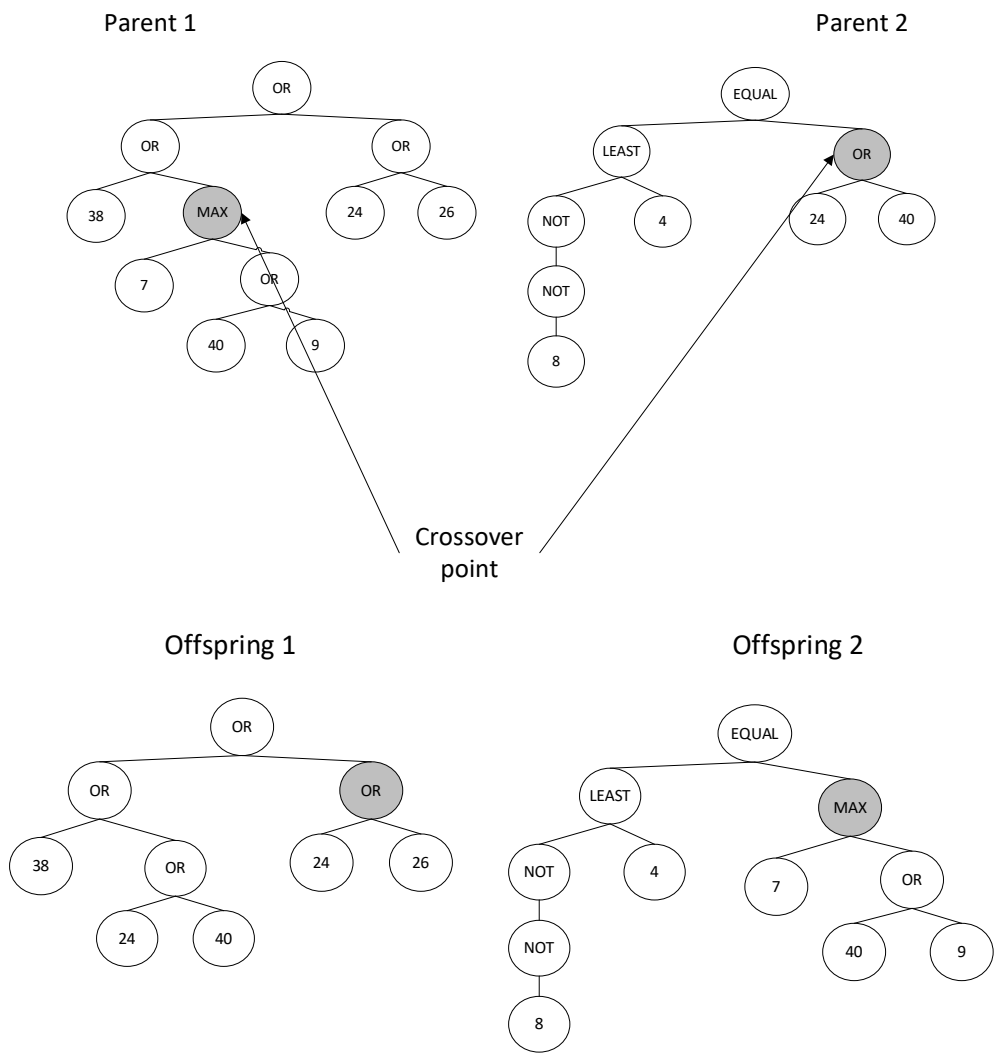 Parent 1
Parent 2
OR
EQUAL
OR
OR
LEAST
OR
38
MAX
24
26
NOT
4
24
40
7
OR
NOT
40
9
8
Crossover
point
Offspring 1
Offspring 2
OR
EQUAL
OR
OR
LEAST
MAX
38
OR
24
26
NOT
4
7
OR
24
40
NOT
40
9
8